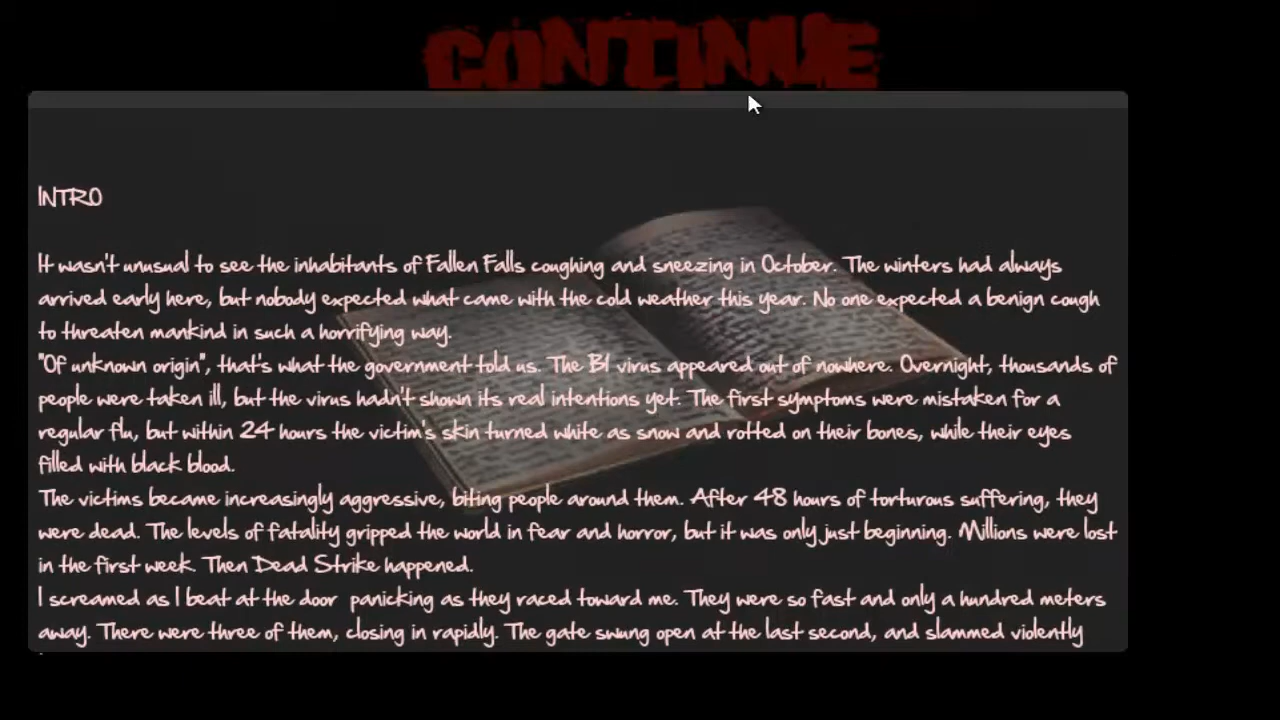 CONTINUE
INTRO
It wasn't unusual to see the inhabitants of Fallen Falls coughing and sneezing in October. The winters had always
arrived early here, but nobody expected what came with the cold weather this year. No one expected a benign cough
to threaten mankind in such a horrifying way.
"Of unknown origin", that's what the government told us. The B1 virus appeared out of nowhere. Overnight, thousands of
people were taken ill, but the virus hadn't shown its real intentions yet. The first symptoms were mistaken for a
regular flu, but within 24 hours the victim's skin turned white as snow and rotted on their bones, while their eyes
filled with black blood.
The victims became increasingly aggressive, biting people around them. After 48 hours of torturous suffering, they
were dead. The levels of fatality gripped the world in fear and horror, but it was only just beginning. Millions were lost
in the first week. Then Dead Strike happened.
I screamed as I beat at the door panicking as they raced toward me. They were so fast and only a hundred meters
away. There were three of them, closing in rapidly. The gate swung open at the last second, and slammed violently